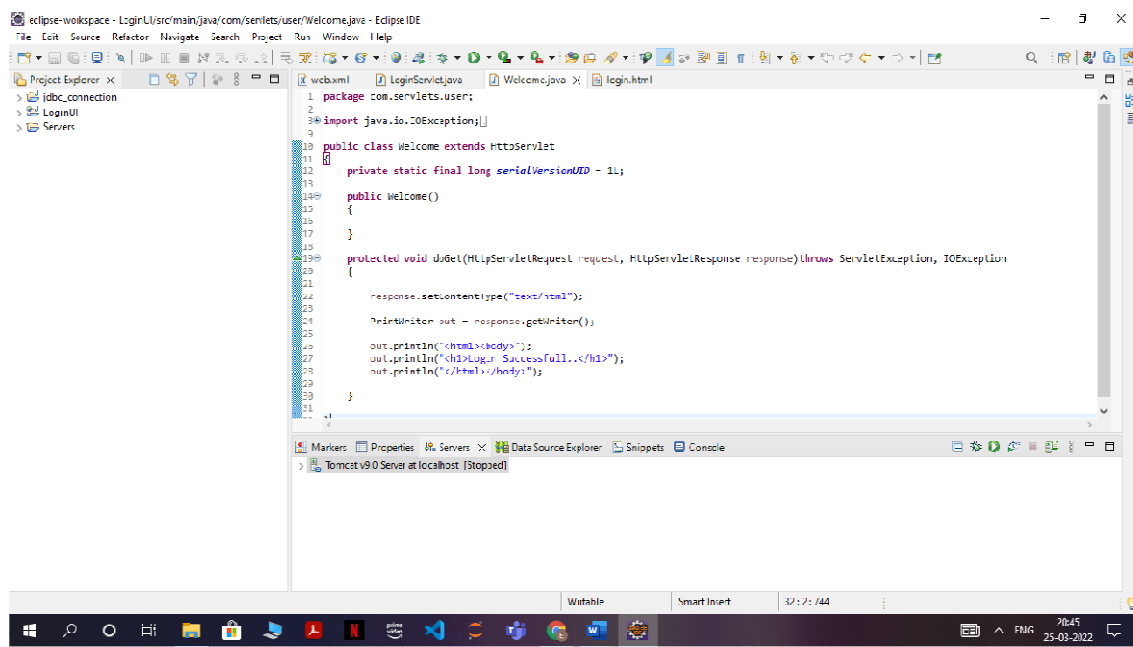 eclipse-workspace - LoginUI/src/main/java/com/servlets/user/Welcome.java - Eclipse IDE
File Edit Source Refactor Navigate Search Project Run Window Help
Project Explorer
jdbc_connection
LoginUI
Servers
web.xml LoginServlet.java Welcome.java login.html
1 package com.servlets.user;
2
3 import java.io.IOException;
9
10 public class Welcome extends HttpServlet
11 {
12 private static final long serialVersionUID = 1L;
13
14 public Welcome()
15 {
16
17 }
18
19 protected void doGet(HttpServletRequest request, HttpServletResponse response)throws ServletException, IOException
20 {
21
22 response.setContentType("text/html");
23
24 PrintWriter out = response.getWriter();
25
26 out.println("<html><body>");
27 out.println("<h1>Login Successfull..</h1>");
28 out.println("</html></body>");
29
30 }
31
}
Markers Properties Servers Data Source Explorer Snippets Console
Tomcat v9.0 Server at localhost [Stopped]
Writable Smart Insert 32 : 2 : 744
prime video
ENG
20:45
25-03-2022